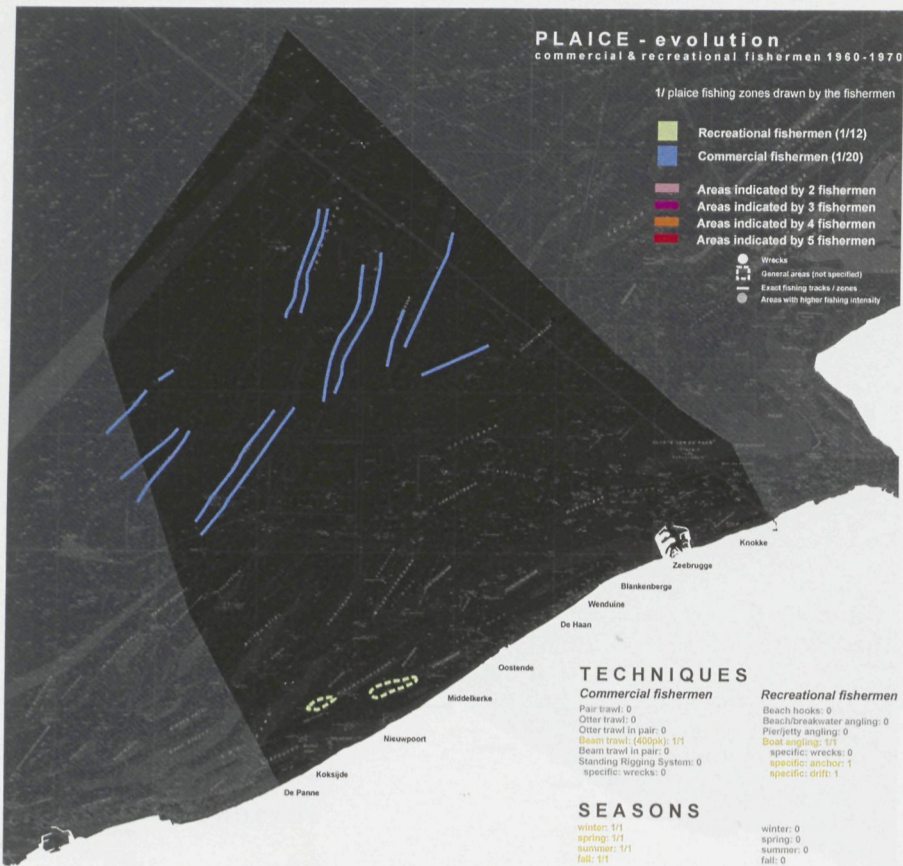 PLAICE - evolution
commercial & recreational fishermen 1960-1970
1/ plaice fishing zones drawn by the fishermen
Recreational fishermen (1/12)
Commercial fishermen (1/20)
Areas indicated by 2 fishermen
Areas indicated by 3 fishermen
Areas indicated by 4 fishermen
Areas indicated by 5 fishermen
Wrecks
General areas (not specified)
Exact fishing tracks / zones
Areas with higher fishing intensity
Knokke
Zeebrugge
Blankenberge
Wenduine
De Haan
Oostende
Middelkerke
Nieuwpoort
Koksijde
De Panne
TECHNIQUES
Commercial fishermen
Pair trawl: 0
Otter trawl: 0
Otter trawl in pair: 0
Beam trawl: (400pk): 1/1
Beam trawl in pair: 0
Standing Rigging System: 0
specific: wrecks: 0
Recreational fishermen
Beach hooks: 0
Beach/breakwater angling: 0
Pier/jetty angling: 0
Boat angling: 1/1
specific: wrecks: 0
specific: anchor: 1
specific: drift: 1
SEASONS
winter: 1/1
spring: 1/1
summer: 1/1
fall: 1/1
winter: 0
spring: 0
summer: 0
fall: 0